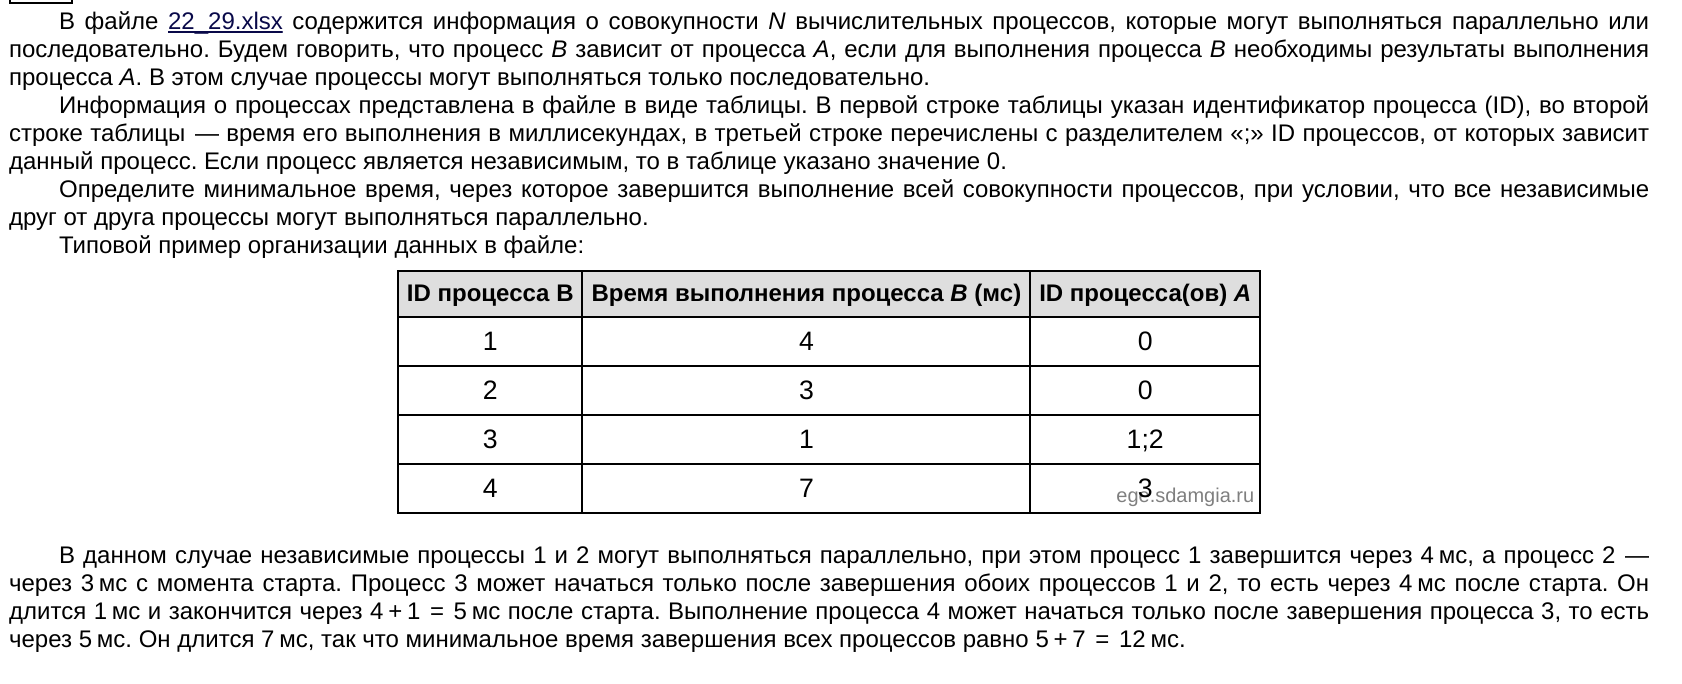 В файле 22_29.xlsx содержится информация о совокупности N вычислительных процессов, которые могут выполняться параллельно или
последовательно. Будем говорить, что процесс B зависит от процесса A, если для выполнения процесса B необходимы результаты выполнения
процесса A. В этом случае процессы могут выполняться только последовательно.
Информация о процессах представлена в файле в виде таблицы. В первой строке таблицы указан идентификатор процесса (ID), во второй
строке таблицы — время его выполнения в миллисекундах, в третьей строке перечислены с разделителем «;» ID процессов, от которых зависит
данный процесс. Если процесс является независимым, то в таблице указано значение 0.
Определите минимальное время, через которое завершится выполнение всей совокупности процессов, при условии, что все независимые
друг от друга процессы могут выполняться параллельно.
Типовой пример организации данных в файле:
ID процесса B Время выполнения процесса B (мс) ID процесса(ов) A
1 4 0
2 3 0
3 1 1;2
4 7 3
ege.sdamgia.ru
В данном случае независимые процессы 1 и 2 могут выполняться параллельно, при этом процесс 1 завершится через 4 мс, а процесс 2 —
через 3 мс с момента старта. Процесс 3 может начаться только после завершения обоих процессов 1 и 2, то есть через 4 мс после старта. Он
длится 1 мс и закончится через 4 + 1 = 5 мс после старта. Выполнение процесса 4 может начаться только после завершения процесса 3, то есть
через 5 мс. Он длится 7 мс, так что минимальное время завершения всех процессов равно 5 + 7 = 12 мс.